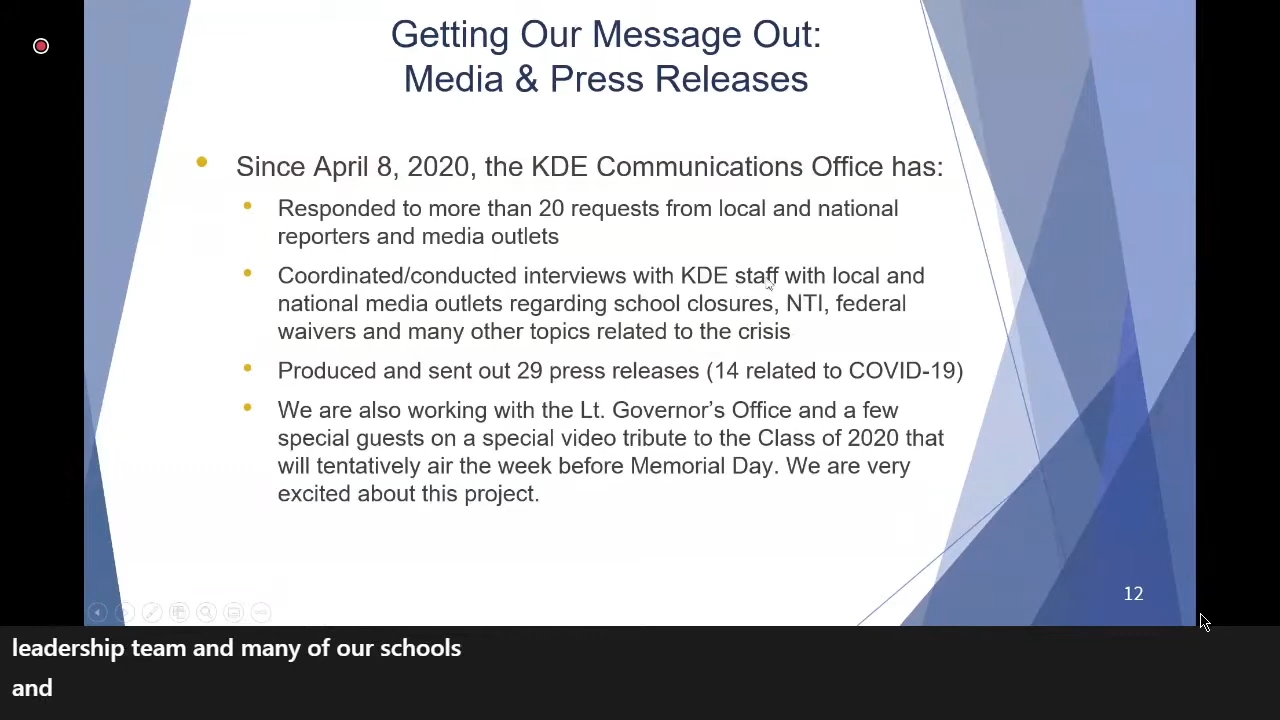 Getting Our Message Out:
Media & Press Releases
Since April 8, 2020, the KDE Communications Office has:
Responded to more than 20 requests from local and national
reporters and media outlets
Coordinated/conducted interviews with KDE staff with local and
national media outlets regarding school closures, NTI, federal
waivers and many other topics related to the crisis
Produced and sent out 29 press releases (14 related to COVID-19)
We are also working with the Lt. Governor’s Office and a few
special guests on a special video tribute to the Class of 2020 that
will tentatively air the week before Memorial Day. We are very
excited about this project.
12
leadership team and many of our schools
and